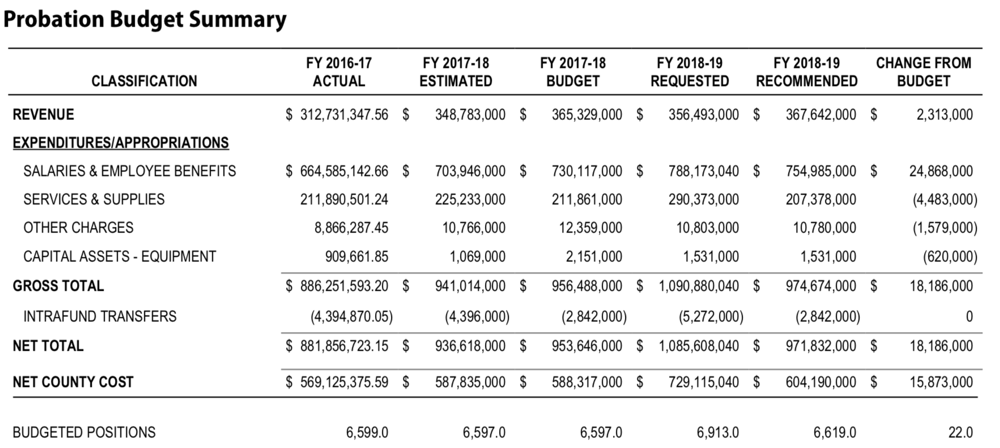 Probation Budget Summary
CLASSIFICATION FY 2016-17 ACTUAL FY 2017-18 ESTIMATED FY 2017-18 BUDGET FY 2018-19 REQUESTED FY 2018-19 RECOMMENDED CHANGE FROM BUDGET
REVENUE $ 312,731,347.56 $ 348,783,000 $ 365,329,000 $ 356,493,000 $ 367,642,000 $ 2,313,000
EXPENDITURES/APPROPRIATIONS
SALARIES & EMPLOYEE BENEFITS $ 664,585,142.66 $ 703,946,000 $ 730,117,000 $ 788,173,040 $ 754,985,000 $ 24,868,000
SERVICES & SUPPLIES 211,890,501.24 225,233,000 211,861,000 290,373,000 207,378,000 (4,483,000)
OTHER CHARGES 8,866,287.45 10,766,000 12,359,000 10,803,000 10,780,000 (1,579,000)
CAPITAL ASSETS - EQUIPMENT 909,661.85 1,069,000 2,151,000 1,531,000 1,531,000 (620,000)
GROSS TOTAL $ 886,251,593.20 $ 941,014,000 $ 956,488,000 $ 1,090,880,040 $ 974,674,000 $ 18,186,000
INTRAFUND TRANSFERS (4,394,870.05) (4,396,000) (2,842,000) (5,272,000) (2,842,000) 0
NET TOTAL $ 881,856,723.15 $ 936,618,000 $ 953,646,000 $ 1,085,608,040 $ 971,832,000 $ 18,186,000
NET COUNTY COST $ 569,125,375.59 $ 587,835,000 $ 588,317,000 $ 729,115,040 $ 604,190,000 $ 15,873,000
BUDGETED POSITIONS 6,599.0 6,597.0 6,597.0 6,913.0 6,619.0 22.0